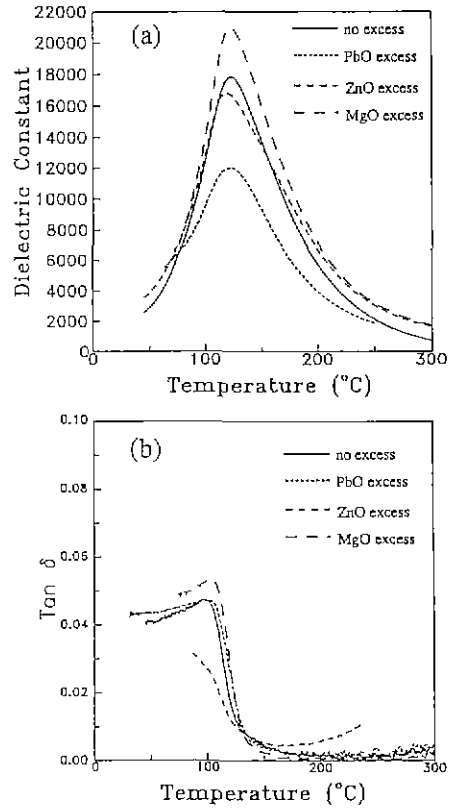 (a)
Dielectric Constant
22000
20000
18000
16000
14000
12000
10000
8000
6000
4000
2000
0
no excess
PbO excess
ZnO excess
MgO excess
0
100
200
300
Temperature (°C)
(b)
Tan δ
0.10
0.08
0.06
0.04
0.02
0.00
no excess
PbO excess
ZnO excess
MgO excess
0
100
200
300
Temperature (°C)